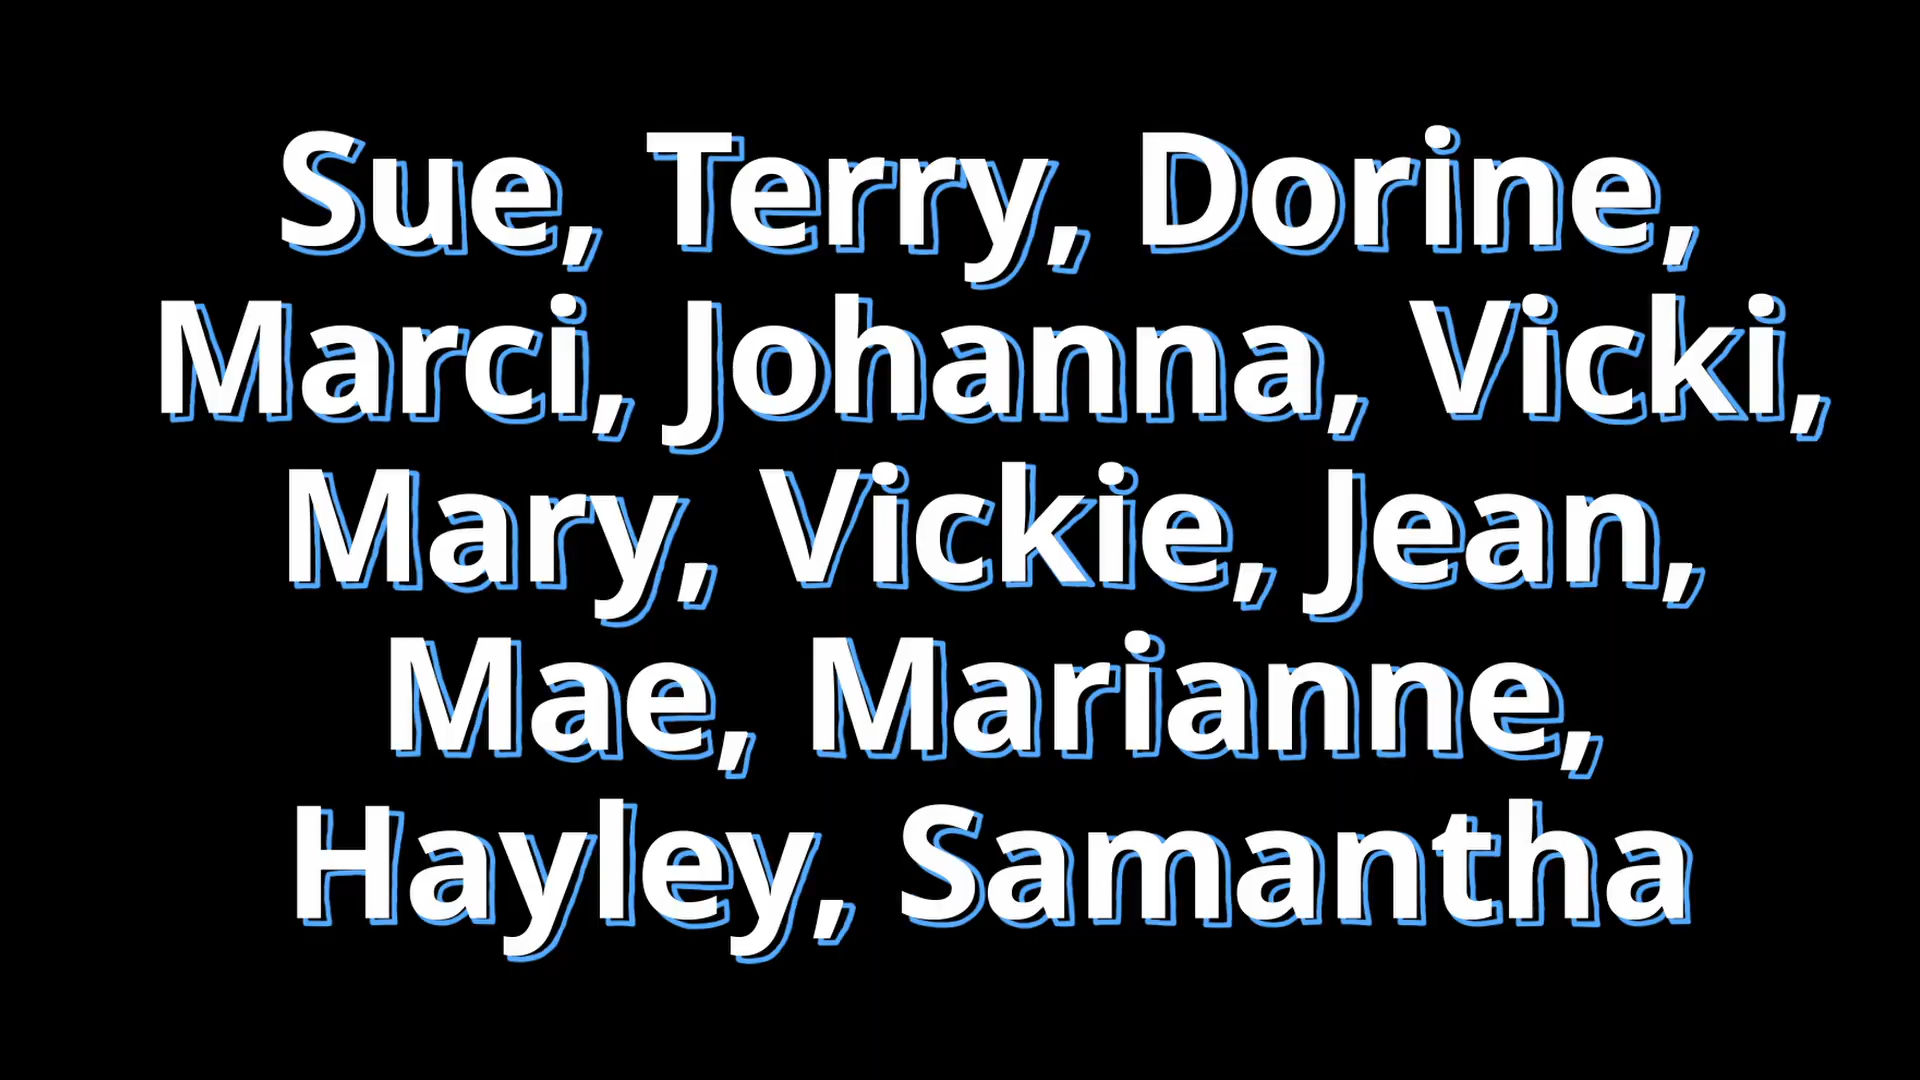 Sue, Terry, Dorine,
Marci, Johanna, Vicki,
Mary, Vickie, Jean,
Mae, Marianne,
Hayley, Samantha